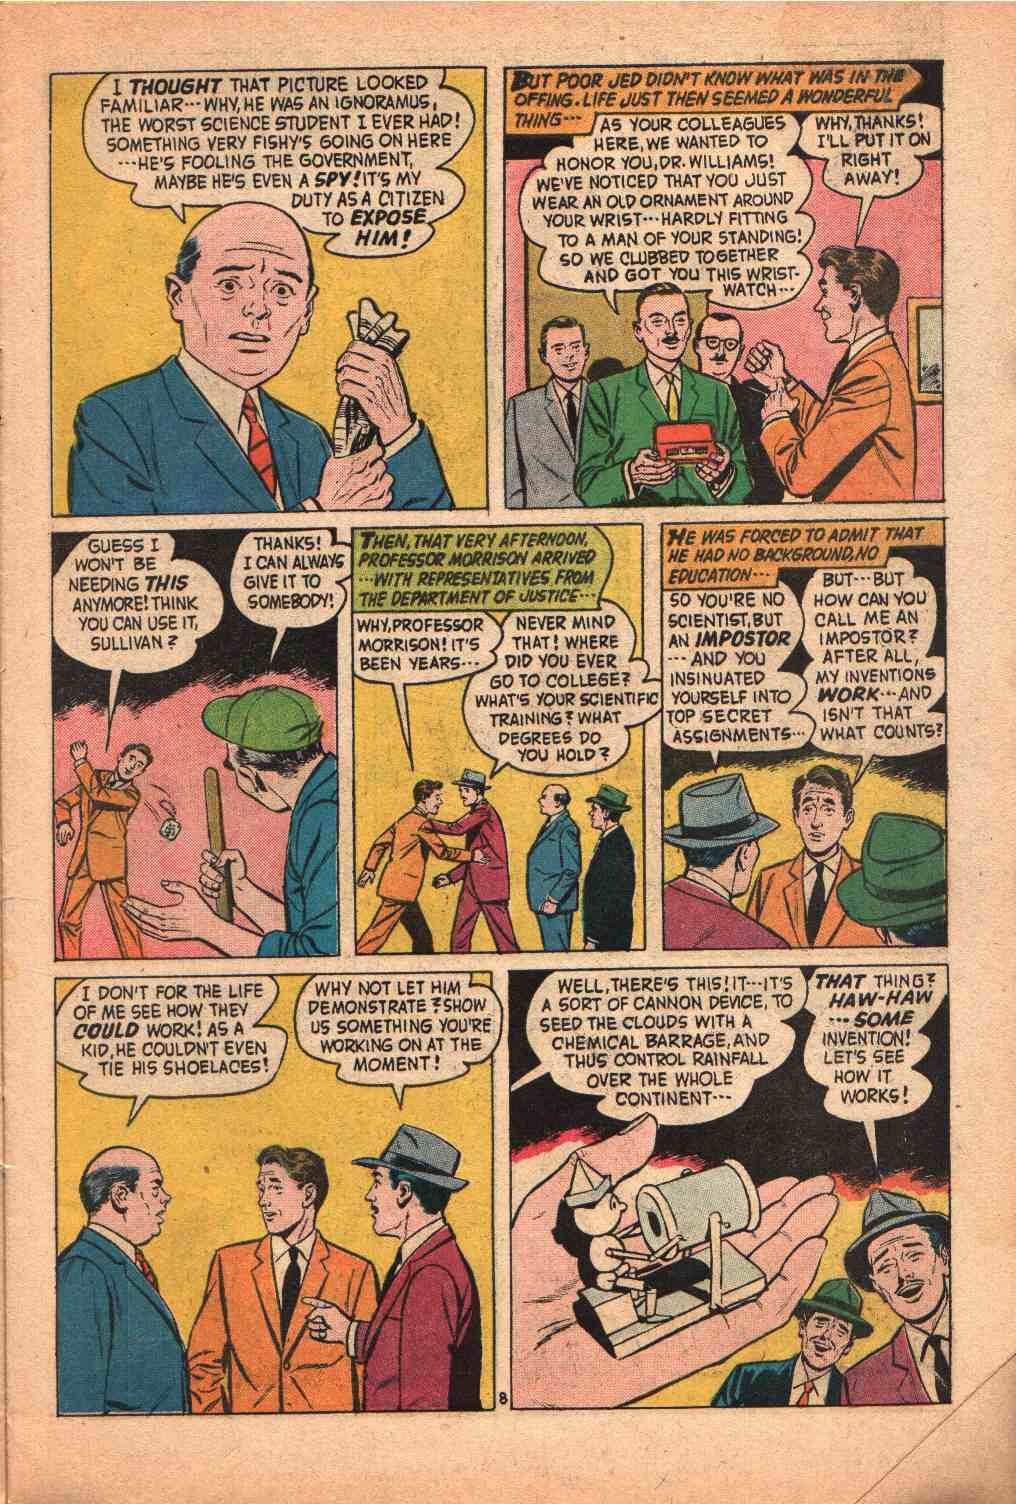 I THOUGHT THAT PICTURE LOOKED
FAMILIAR---WHY, HE WAS AN IGNORAMUS,
THE WORST SCIENCE STUDENT I EVER HAD!
SOMETHING VERY FISHY'S GOING ON HERE
---HE'S FOOLING THE GOVERNMENT,
MAYBE HE'S EVEN A SPY! IT'S MY
DUTY AS A CITIZEN
TO EXPOSE
HIM!
BUT POOR JED DIDN'T KNOW WHAT WAS IN THE
OFFING. LIFE JUST THEN SEEMED A WONDERFUL
THING---
AS YOUR COLLEAGUES
HERE, WE WANTED TO
HONOR YOU, DR. WILLIAMS!
WE'VE NOTICED THAT YOU JUST
WEAR AN OLD ORNAMENT AROUND
YOUR WRIST---HARDLY FITTING
TO A MAN OF YOUR STANDING!
SO WE CLUBBED TOGETHER
AND GOT YOU THIS WRIST-
WATCH---
WHY, THANKS!
I'LL PUT IT ON
RIGHT
AWAY!
GUESS I
WON'T BE
NEEDING THIS
ANYMORE! THINK
YOU CAN USE IT,
SULLIVAN?
THANKS!
I CAN ALWAYS
GIVE IT TO
SOMEBODY!
THEN, THAT VERY AFTERNOON,
PROFESSOR MORRISON ARRIVED
---WITH REPRESENTATIVES FROM
THE DEPARTMENT OF JUSTICE---
WHY, PROFESSOR
MORRISON! IT'S
BEEN YEARS---
NEVER MIND
THAT! WHERE
DID YOU EVER
GO TO COLLEGE?
WHAT'S YOUR SCIENTIFIC
TRAINING? WHAT
DEGREES DO
YOU HOLD?
HE WAS FORCED TO ADMIT THAT
HE HAD NO BACKGROUND, NO
EDUCATION---
SO YOU'RE NO
SCIENTIST, BUT
AN IMPOSTOR
---AND YOU
INSINUATED
YOURSELF INTO
TOP SECRET
ASSIGNMENTS---
BUT---BUT
HOW CAN YOU
CALL ME AN
IMPOSTOR?
AFTER ALL,
MY INVENTIONS
WORK---AND
ISN'T THAT
WHAT COUNTS?
I DON'T FOR THE LIFE
OF ME SEE HOW THEY
COULD WORK! AS A
KID, HE COULDN'T EVEN
TIE HIS SHOELACES!
WHY NOT LET HIM
DEMONSTRATE? SHOW
US SOMETHING YOU'RE
WORKING ON AT THE
MOMENT!
WELL, THERE'S THIS! IT---IT'S
A SORT OF CANNON DEVICE, TO
SEED THE CLOUDS WITH A
CHEMICAL BARRAGE, AND
THUS CONTROL RAINFALL
OVER THE WHOLE
CONTINENT---
THAT THING?
HAW-HAW
---SOME
INVENTION!
LET'S SEE
HOW IT
WORKS!
8